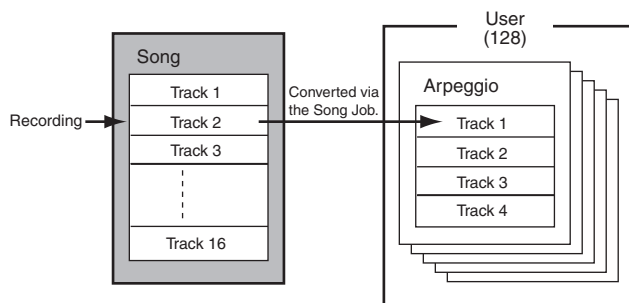 User
(128)
Song
Track 1
Track 2
Track 3
Track 16
Recording
Converted via
the Song Job.
Arpeggio
Track 1
Track 2
Track 3
Track 4